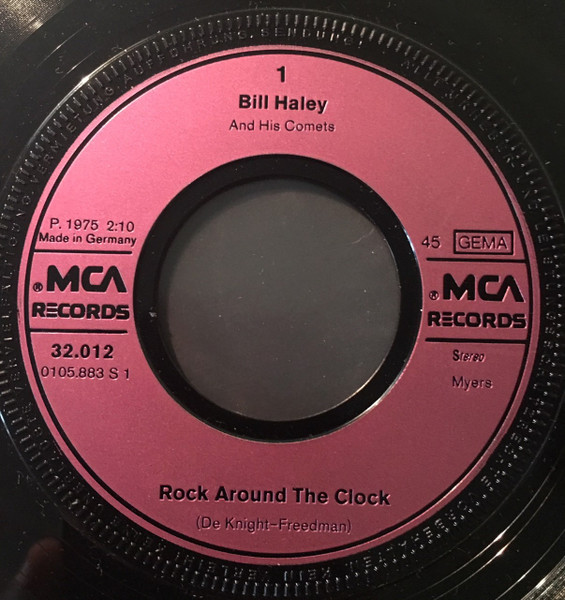 1
Bill Haley
And His Comets
P. 1975 2:10
Made in Germany
45 GEMA
® MCA
RECORDS
® MCA
RECORDS
32.012
0105.883 S 1
Stereo
Myers
Rock Around The Clock
(De Knight-Freedman)